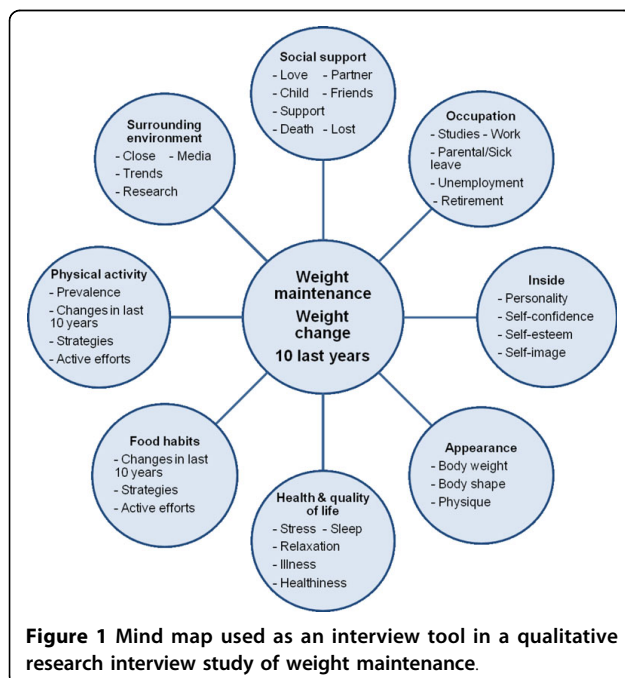 Social support
- Love - Partner
- Child - Friends
- Support
- Death - Lost
Occupation
- Studies - Work
- Parental/Sick
leave
- Unemployment
- Retirement
Inside
- Personality
- Self-confidence
- Self-esteem
- Self-image
Appearance
- Body weight
- Body shape
- Physique
Health & quality
of life
- Stress - Sleep
- Relaxation
- Illness
- Healthiness
Food habits
- Changes in last
10 years
- Strategies
- Active efforts
Physical activity
- Prevalence
- Changes in last
10 years
- Strategies
- Active efforts
Surrounding
environment
- Close - Media
- Trends
- Research
Weight
maintenance
Weight
change
10 last years
Figure 1 Mind map used as an interview tool in a qualitative
research interview study of weight maintenance.